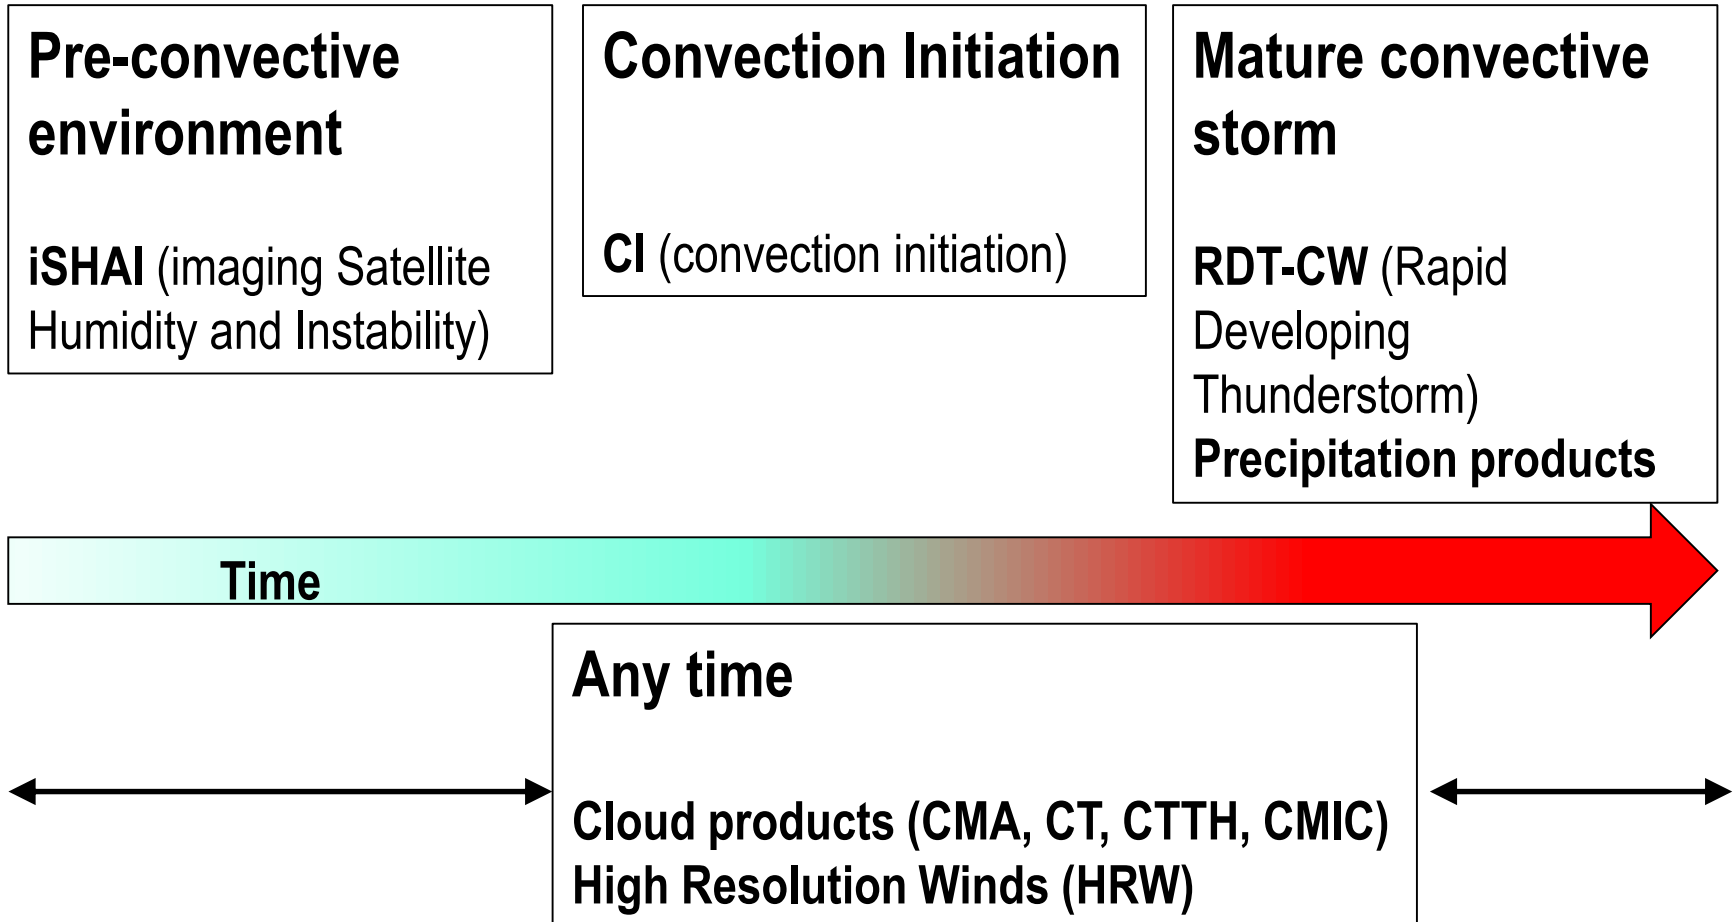 Pre-convective
environment
iSHAI (imaging Satellite
Humidity and Instability)
Convection Initiation
CI (convection initiation)
Mature convective
storm
RDT-CW (Rapid
Developing
Thunderstorm)
Precipitation products
Time
Any time
Cloud products (CMA, CT, CTTH, CMIC)
High Resolution Winds (HRW)